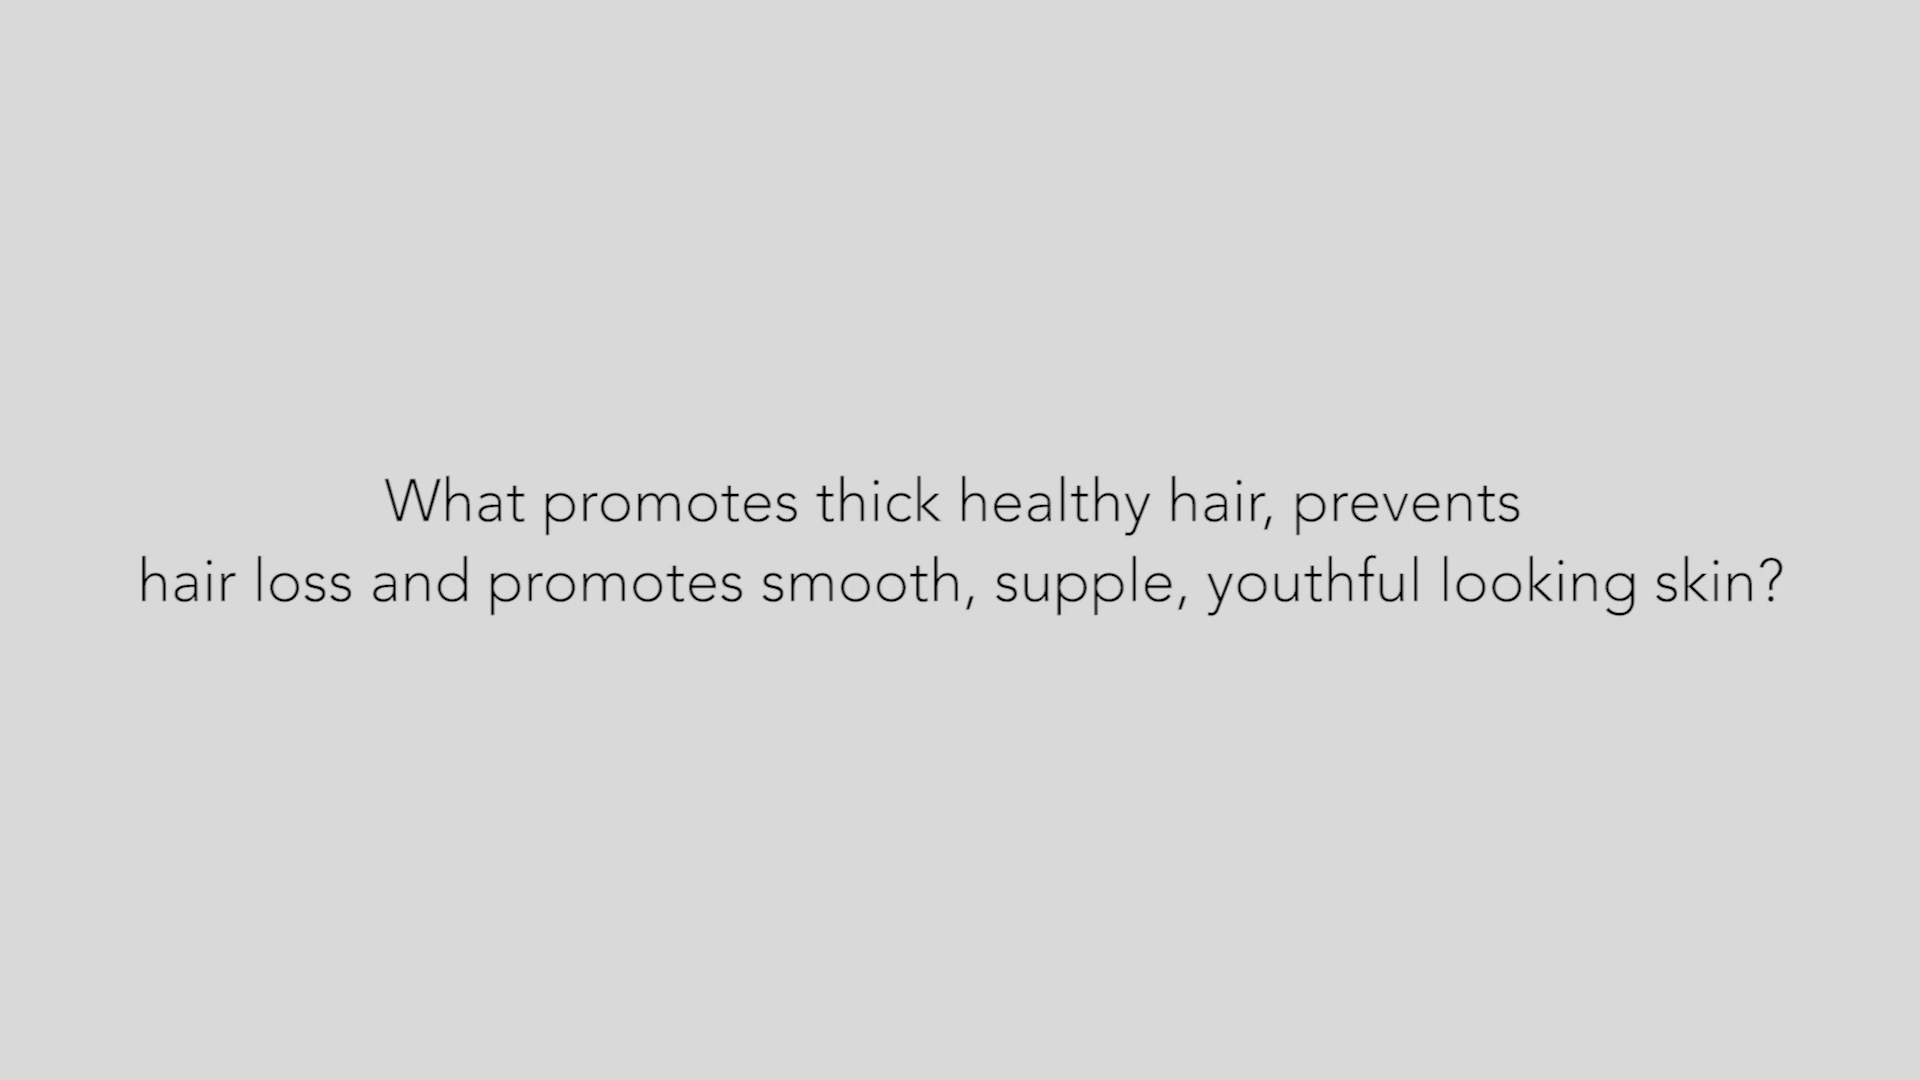 What promotes thick healthy hair, prevents
hair loss and promotes smooth, supple, youthful looking skin?